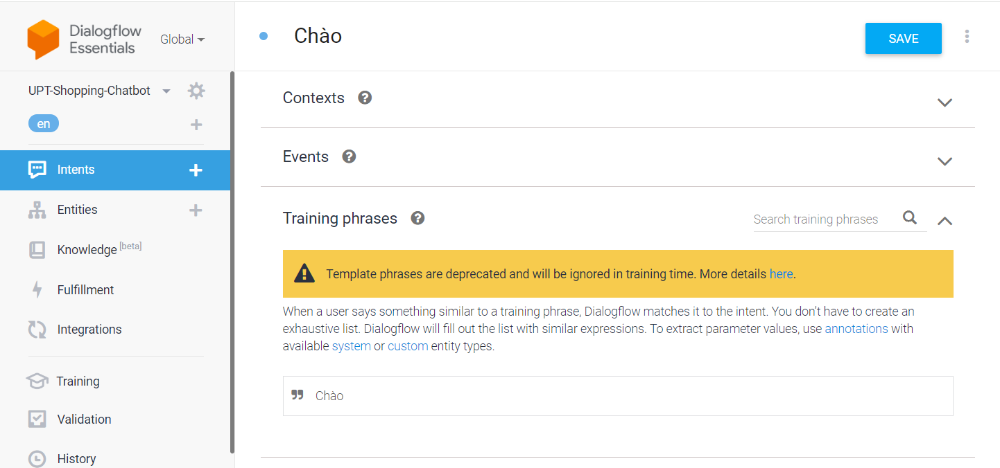 Dialogflow
Essentials
Global
UPT-Shopping-Chatbot
en
Intents
Entities
Knowledge [beta]
Fulfillment
Integrations
Training
Validation
History
Chào
SAVE
Contexts
Events
Training phrases
Search training phrases
Template phrases are deprecated and will be ignored in training time. More details here.
When a user says something similar to a training phrase, Dialogflow matches it to the intent. You don’t have to create an
exhaustive list. Dialogflow will fill out the list with similar expressions. To extract parameter values, use annotations with
available system or custom entity types.
Chào